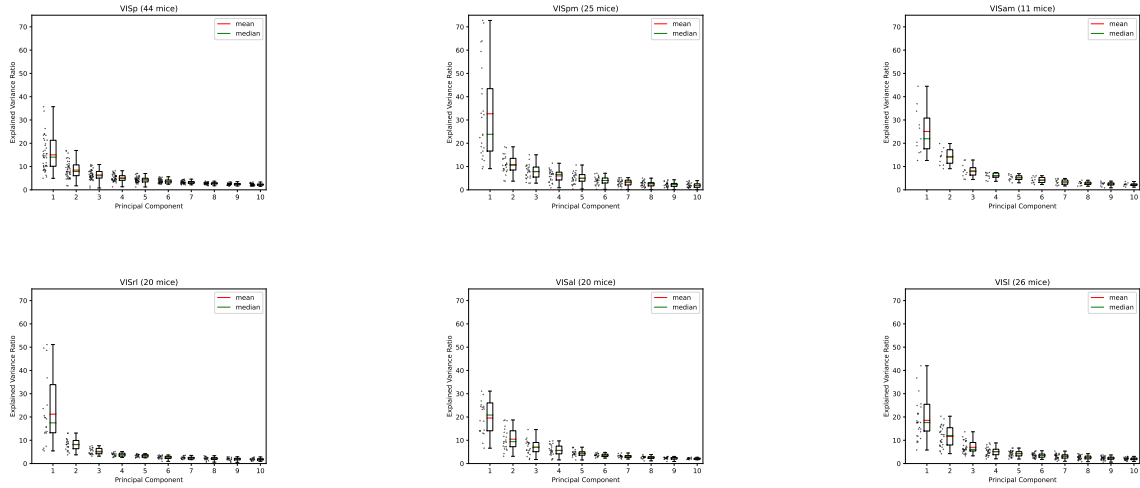 VISp (44 mice)
Explained Variance Ratio
70
60
50
40
30
20
10
0
mean
median
1 2 3 4 5 6 7 8 9 10
Principal Component
VISpm (25 mice)
Explained Variance Ratio
70
60
50
40
30
20
10
0
mean
median
1 2 3 4 5 6 7 8 9 10
Principal Component
VISam (11 mice)
Explained Variance Ratio
70
60
50
40
30
20
10
0
mean
median
1 2 3 4 5 6 7 8 9 10
Principal Component
VISrl (20 mice)
Explained Variance Ratio
70
60
50
40
30
20
10
0
mean
median
1 2 3 4 5 6 7 8 9 10
Principal Component
VISal (20 mice)
Explained Variance Ratio
70
60
50
40
30
20
10
0
mean
median
1 2 3 4 5 6 7 8 9 10
Principal Component
VISl (26 mice)
Explained Variance Ratio
70
60
50
40
30
20
10
0
mean
median
1 2 3 4 5 6 7 8 9 10
Principal Component